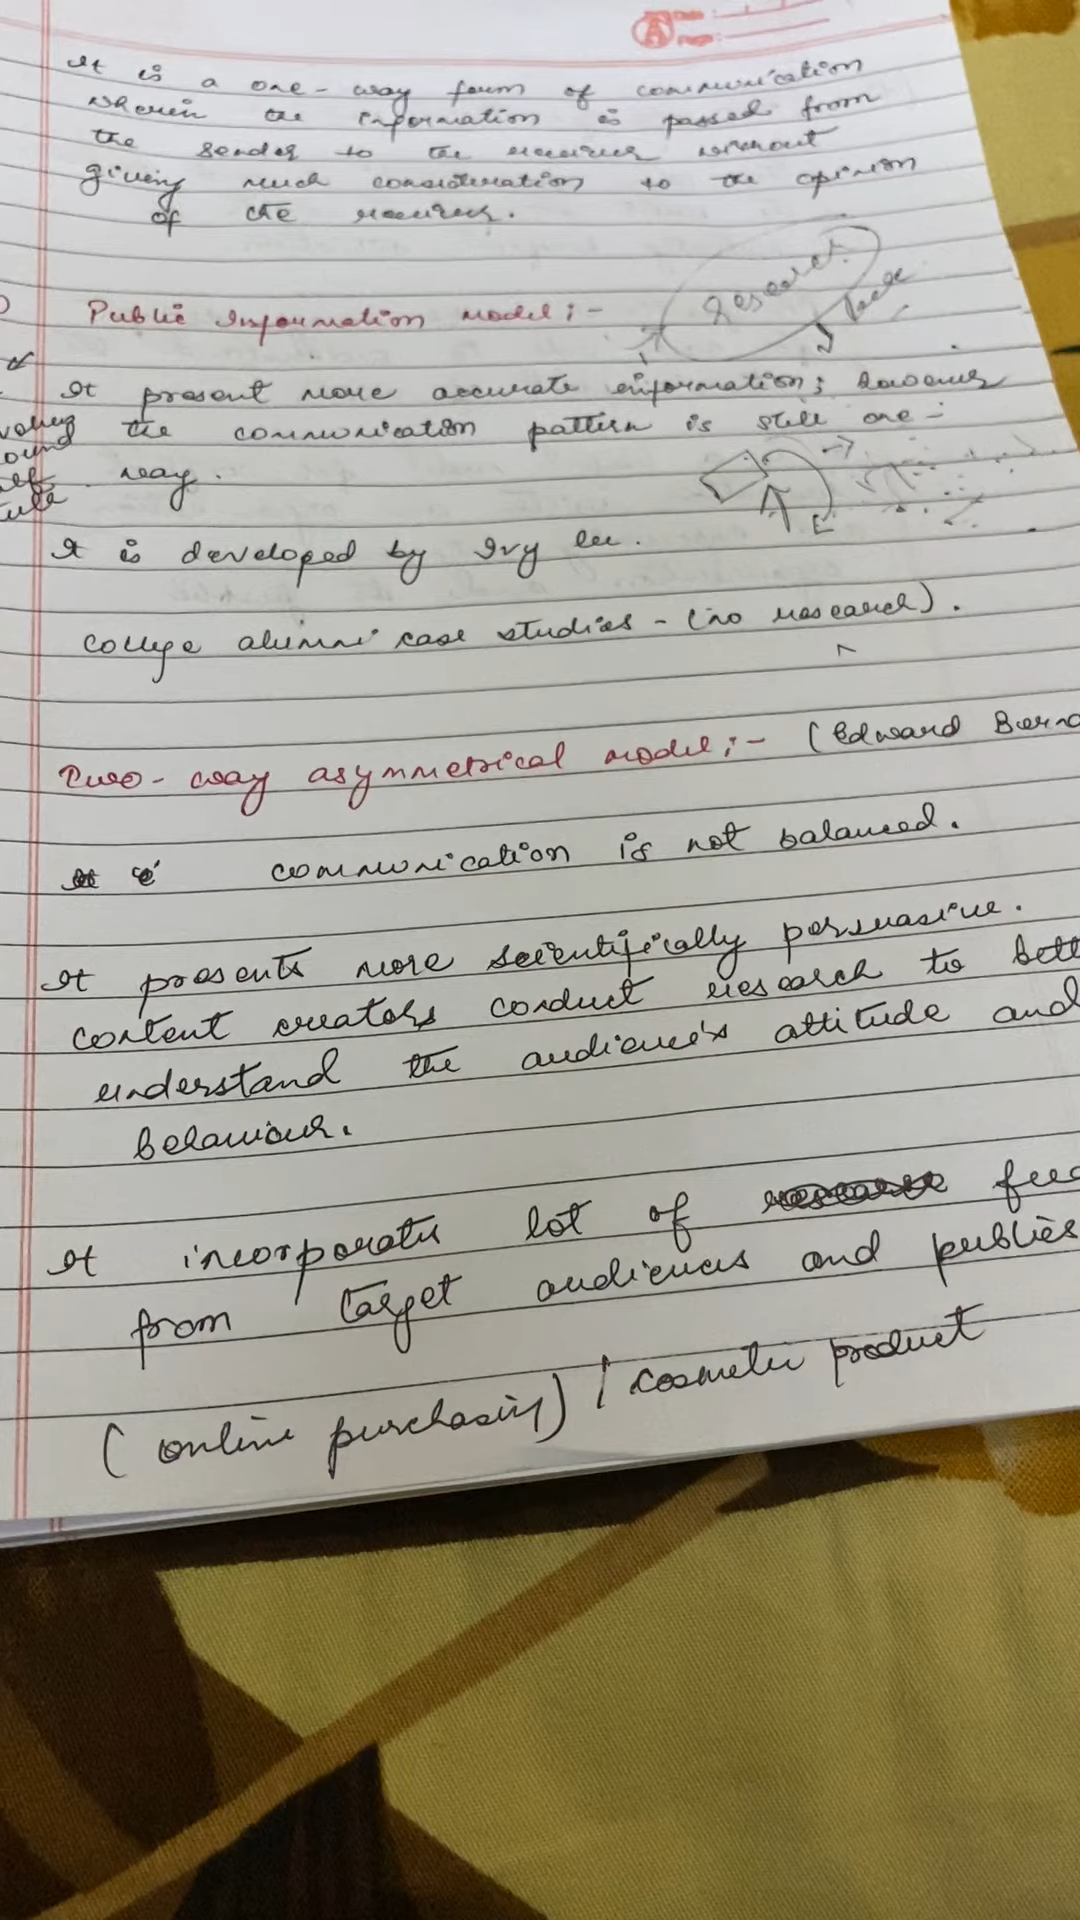 It is a one-way form of communication
wherein the information is passed from
the sender to the receiver without
giving much consideration to the opinion
of the receiver.
Research
Public Information model :-
It present more accurate information; however
the communication pattern is still one-
way.
It is developed by Ivy lee.
College alumni case studies - (no research).
Two-way asymmetrical model :- (Edward Berna
communication is not balanced.
It presents more scientifically persuasive.
content creators conduct research to bett
understand the audience's attitude and
behaviour.
It incorporates lot of feed
from target audiences and publics
(online purchasing) / cosmetic product